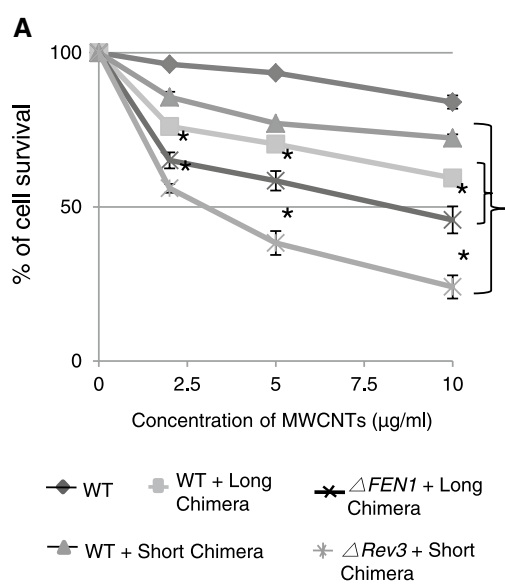 A
100
50
0
% of cell survival
*
*
*
*
*
*
0
2.5
5
7.5
10
Concentration of MWCNTs (µg/ml)
WT
WT + Long
Chimera
△FEN1 + Long
Chimera
WT + Short Chimera
△Rev3 + Short
Chimera